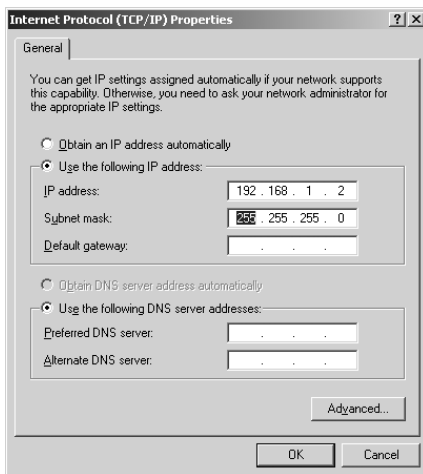 Internet Protocol (TCP/IP) Properties
General
You can get IP settings assigned automatically if your network supports
this capability. Otherwise, you need to ask your network administrator for
the appropriate IP settings.
Obtain an IP address automatically
Use the following IP address:
IP address: 192 . 168 . 1 . 2
Subnet mask: 255 . 255 . 255 . 0
Default gateway: . . .
Obtain DNS server address automatically
Use the following DNS server addresses:
Preferred DNS server: . . .
Alternate DNS server: . . .
Advanced...
OK Cancel